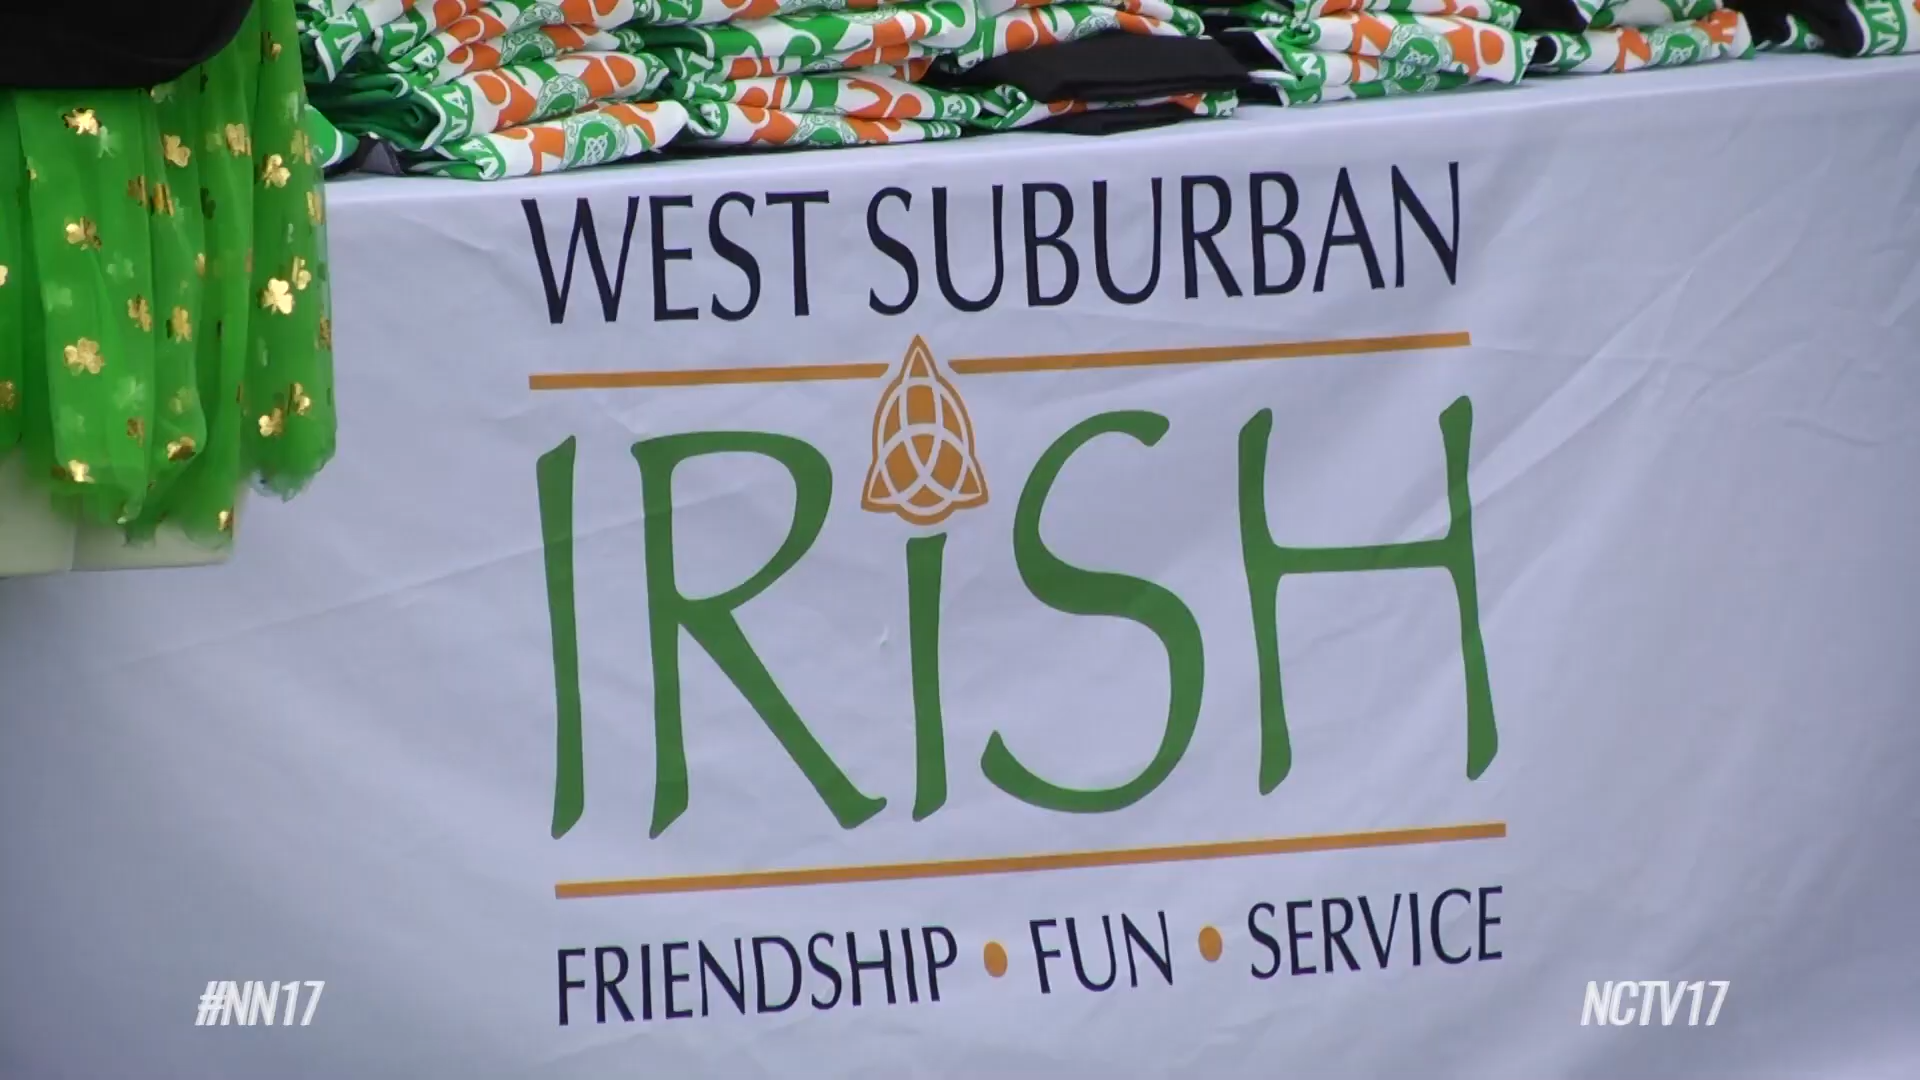 WEST SUBURBAN
IRiSH
FRIENDSHIP • FUN • SERVICE
#NN17
NCTV17